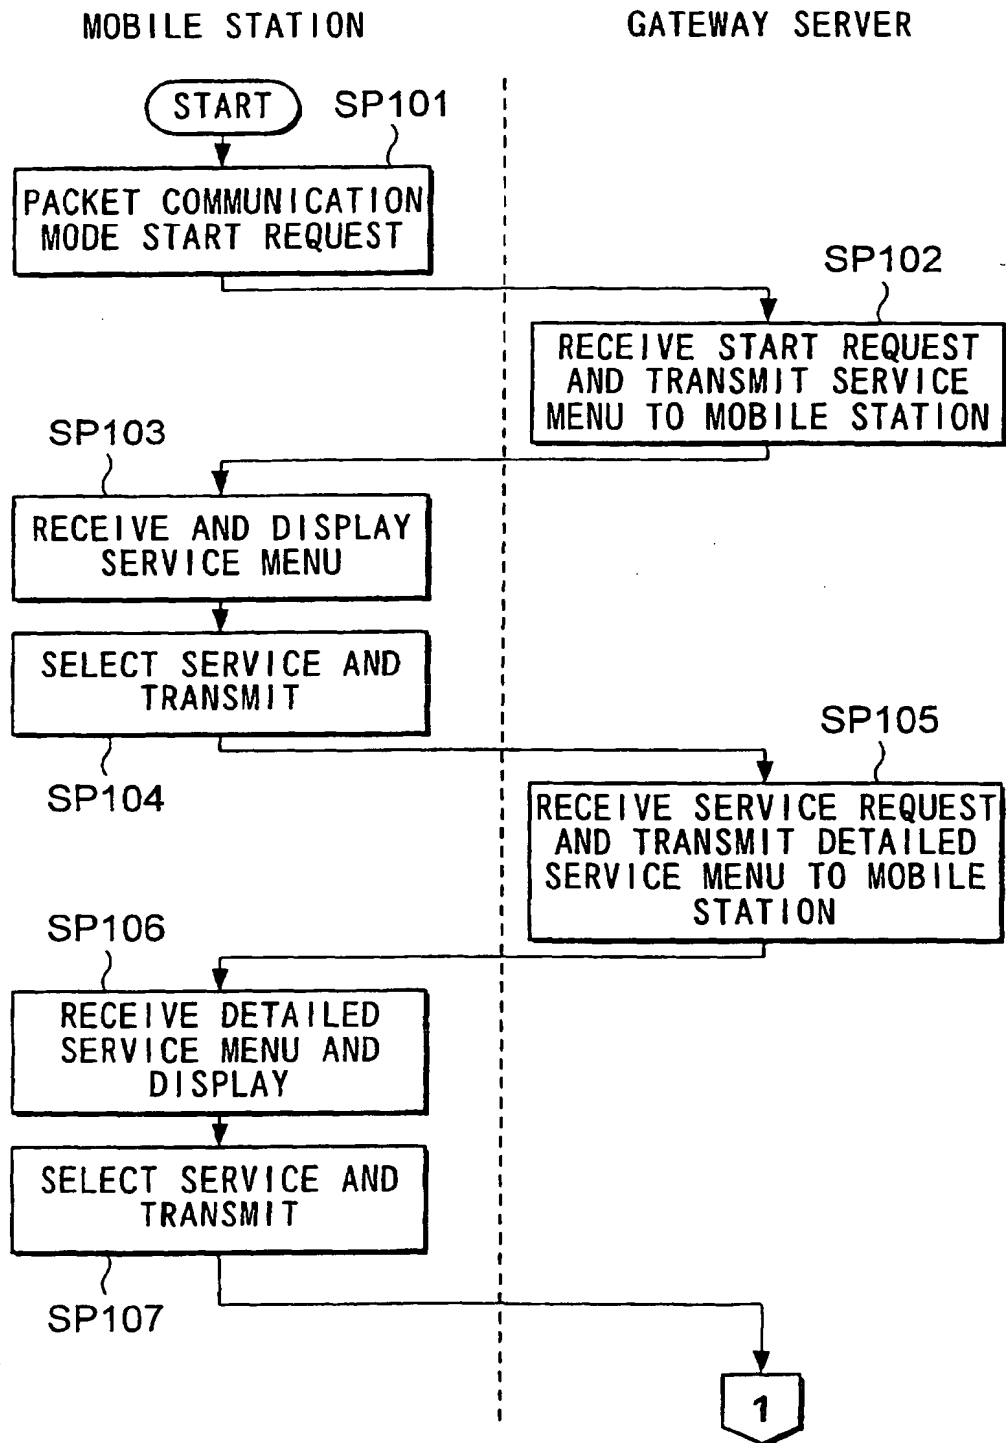 MOBILE STATION
GATEWAY SERVER
START
SP101
PACKET COMMUNICATION
MODE START REQUEST
SP102
RECEIVE START REQUEST
AND TRANSMIT SERVICE
MENU TO MOBILE STATION
SP103
RECEIVE AND DISPLAY
SERVICE MENU
SELECT SERVICE AND
TRANSMIT
SP104
SP105
RECEIVE SERVICE REQUEST
AND TRANSMIT DETAILED
SERVICE MENU TO MOBILE
STATION
SP106
RECEIVE DETAILED
SERVICE MENU AND
DISPLAY
SELECT SERVICE AND
TRANSMIT
SP107
1